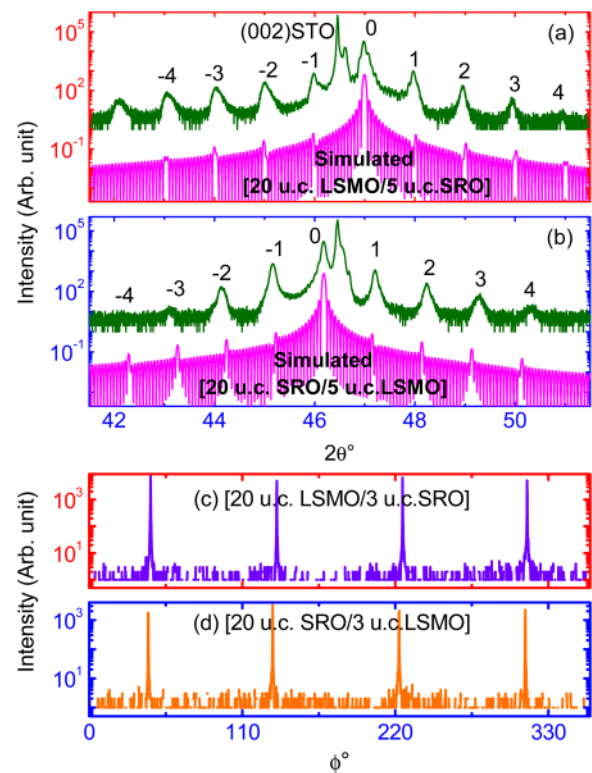 (002)STO 0 (a)
-4 -3 -2 -1 1 2 3 4
10^5
10^2
10^-1
Simulated
[20 u.c. LSMO/5 u.c.SRO]
(b)
-4 -3 -2 -1 0 1 2 3 4
10^5
10^2
10^-1
Simulated
[20 u.c. SRO/5 u.c.LSMO]
Intensity (Arb. unit)
42 44 46 48 50
2θ°
(c) [20 u.c. LSMO/3 u.c.SRO]
10^3
10^1
(d) [20 u.c. SRO/3 u.c.LSMO]
10^3
10^1
Intensity (Arb. unit)
0 110 220 330
ϕ°